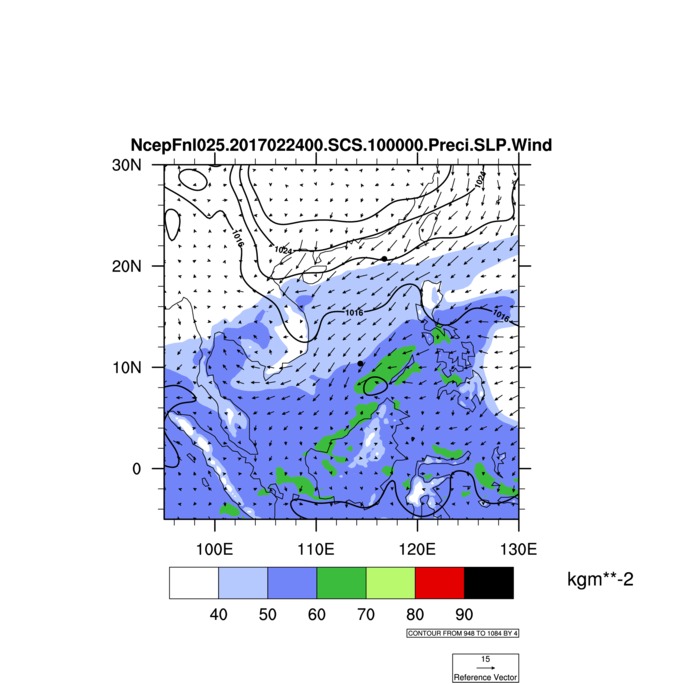 NcepFnl025.2017022400.SCS.100000.Preci.SLP.Wind
30N
1024
1016
1024
20N
1016
1016
10N
0
100E 110E 120E 130E
kgm**-2
40 50 60 70 80 90
CONTOUR FROM 948 TO 1084 BY 4
15
Reference Vector